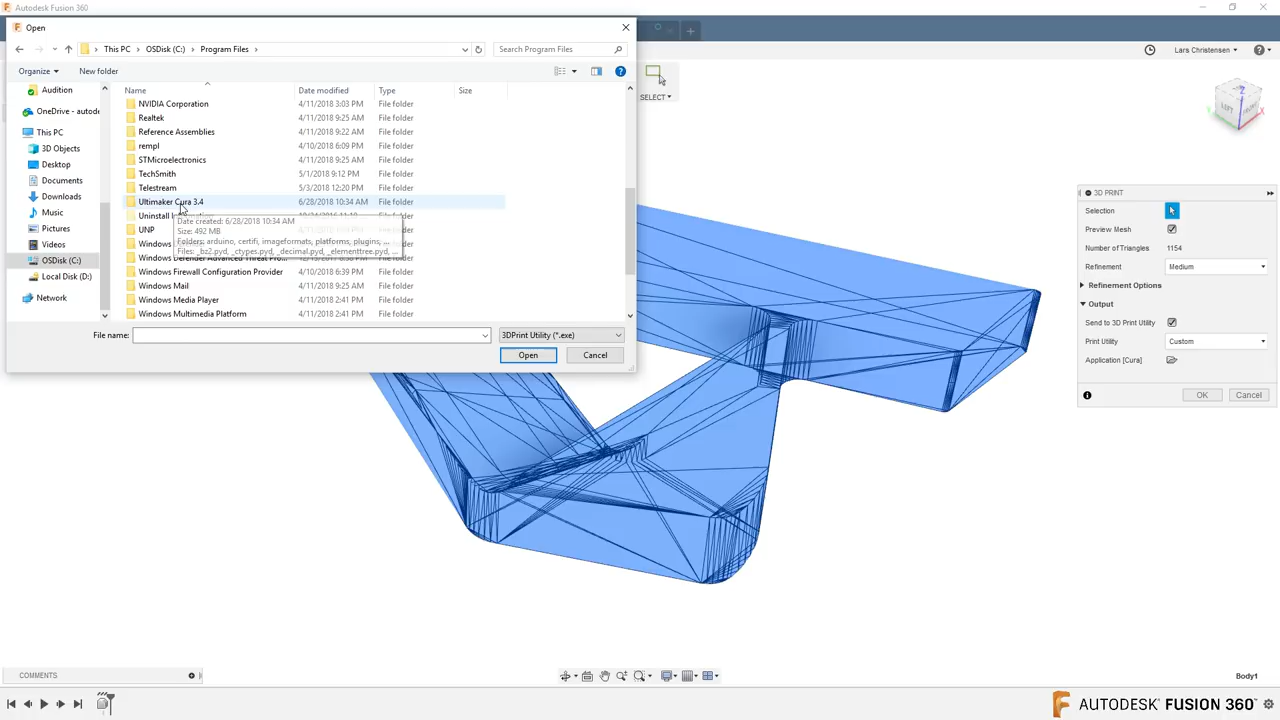 Autodesk Fusion 360
Open
This PC > OSDisk (C:) > Program Files >
Search Program Files
Lars Christensen
Organize
New folder
SELECT
Name
Date modified
Type
Size
Audition
OneDrive - autode
This PC
3D Objects
Desktop
Documents
Downloads
Music
Pictures
Videos
OSDisk (C:)
Local Disk (D:)
Network
NVIDIA Corporation 4/11/2018 3:03 PM File folder
Realtek 4/11/2018 9:25 AM File folder
Reference Assemblies 4/11/2018 9:22 AM File folder
rempl 4/10/2018 6:09 PM File folder
STMicroelectronics 4/11/2018 9:25 AM File folder
TechSmith 5/1/2018 9:12 PM File folder
Telestream 5/3/2018 12:20 PM File folder
Ultimaker Cura 3.4 6/28/2018 10:34 AM File folder
Uninstall
Date created: 6/28/2018 10:34 AM
UNP
Size: 492 MB
Folders: arduino, certifi, imageformats, platforms, plugins, ...
Files: _bz2.pyd, _ctypes.pyd, _decimal.pyd, _elementtree.pyd, ...
Windows Firewall Configuration Provider 4/10/2018 6:39 PM File folder
Windows Mail 4/11/2018 9:25 AM File folder
Windows Media Player 4/11/2018 2:41 PM File folder
Windows Multimedia Platform 4/11/2018 2:41 PM File folder
File name:
3DPrint Utility (*.exe)
Open
Cancel
LEFT
X
Y
Z
3D PRINT
Selection
Preview Mesh
Number of Triangles 1154
Refinement Medium
Refinement Options
Output
Send to 3D Print Utility
Print Utility Custom
Application [Cura]
OK
Cancel
COMMENTS
Body1
AUTODESK® FUSION 360™